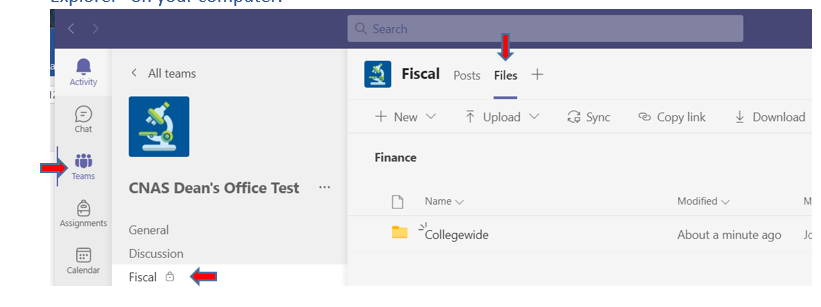 Explorer" on your computer.
Search
Activity
Chat
Teams
Assignments
Calendar
All teams
CNAS Dean's Office Test ...
General
Discussion
Fiscal
Fiscal Posts Files +
+ New Upload Sync Copy link Download
Finance
Name Modified
Collegewide About a minute ago